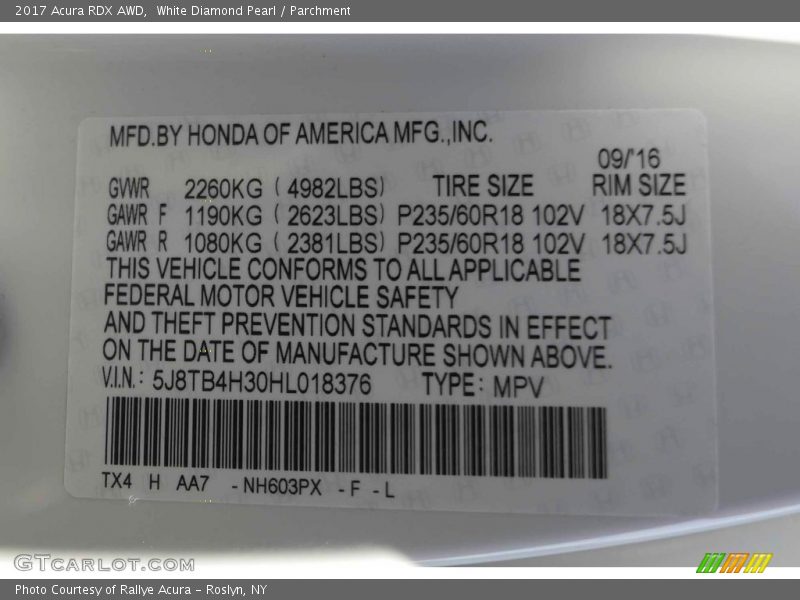 2017 Acura RDX AWD,  White Diamond Pearl / Parchment
MFD.BY HONDA OF AMERICA MFG.,INC.
09/'16
GVWR 2260KG ( 4982LBS) TIRE SIZE RIM SIZE
GAWR F 1190KG ( 2623LBS) P235/60R18 102V 18X7.5J
GAWR R 1080KG ( 2381LBS) P235/60R18 102V 18X7.5J
THIS VEHICLE CONFORMS TO ALL APPLICABLE
FEDERAL MOTOR VEHICLE SAFETY
AND THEFT PREVENTION STANDARDS IN EFFECT
ON THE DATE OF MANUFACTURE SHOWN ABOVE.
V.I.N.: 5J8TB4H30HL018376 TYPE: MPV
TX4 H AA7 -NH603PX -F -L
GTCARLOT.COM
Photo Courtesy of Rallye Acura - Roslyn, NY